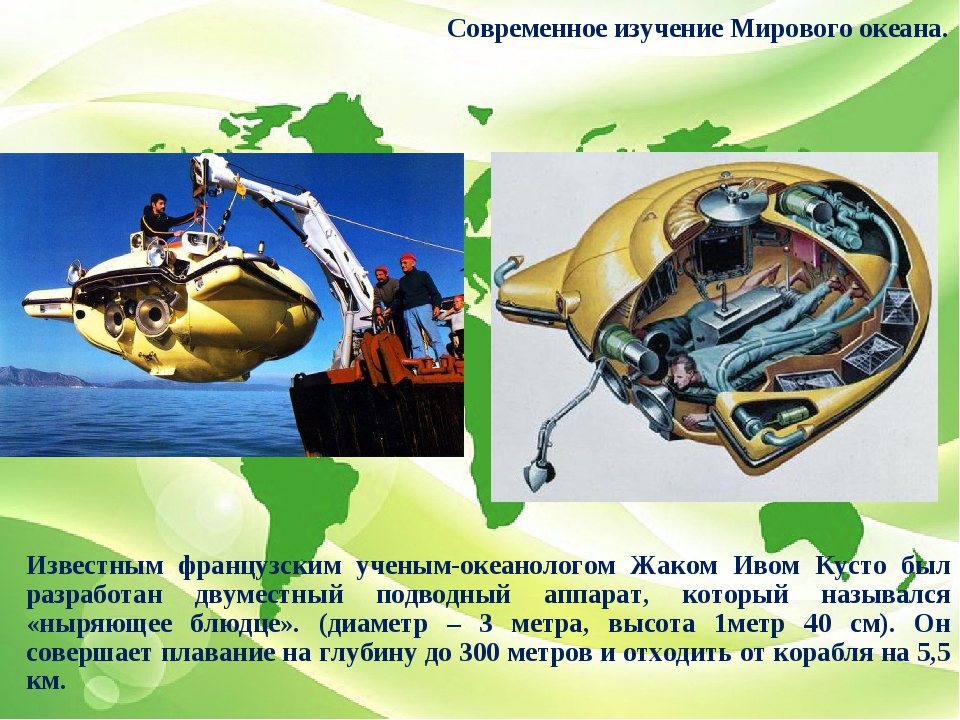 Современное изучение Мирового океана.
Известным французским ученым-океанологом Жаком Ивом Кусто был
разработан двуместный подводный аппарат, который назывался
«ныряющее блюдце». (диаметр – 3 метра, высота 1метр 40 см). Он
совершает плавание на глубину до 300 метров и отходить от корабля на 5,5
км.